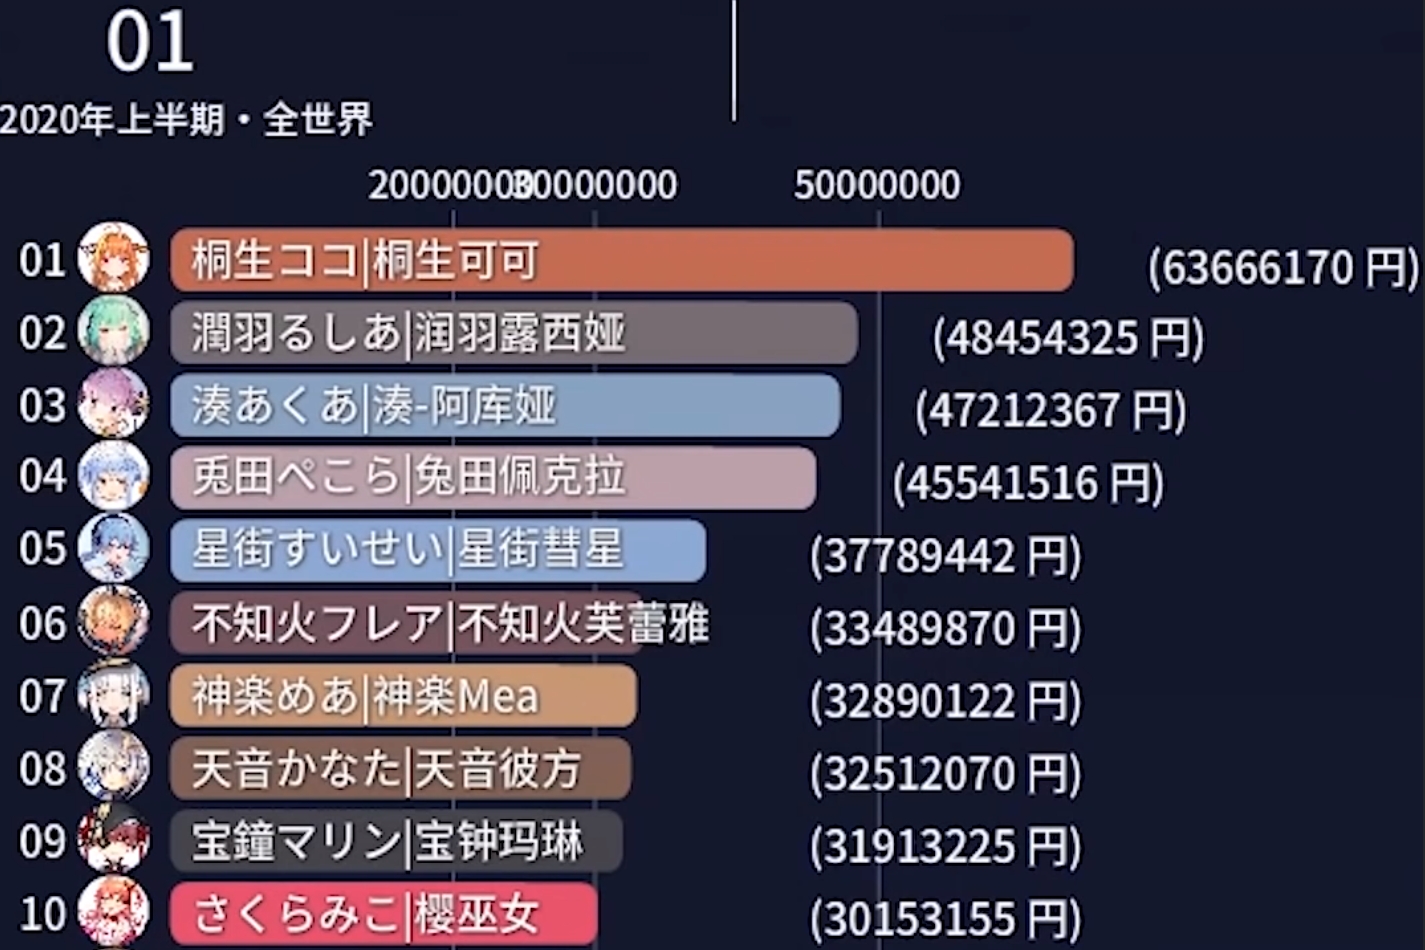 01
2020年上半期・全世界
20000000 30000000 50000000
01 桐生ココ|桐生可可 (63666170 円)
02 潤羽るしあ|润羽露西娅 (48454325 円)
03 湊あくあ|湊-阿库娅 (47212367 円)
04 兎田ぺこら|兔田佩克拉 (45541516 円)
05 星街すいせい|星街彗星 (37789442 円)
06 不知火フレア|不知火芙蕾雅 (33489870 円)
07 神楽めあ|神楽Mea (32890122 円)
08 天音かなた|天音彼方 (32512070 円)
09 宝鐘マリン|宝钟玛琳 (31913225 円)
10 さくらみこ|樱巫女 (30153155 円)